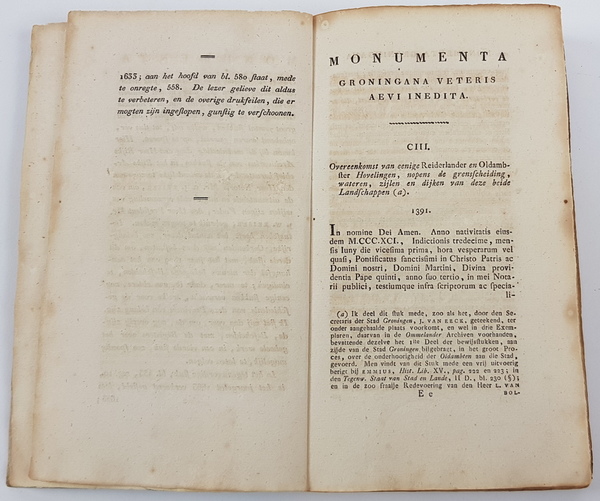 1633; aan het hoofd van bl. 580 ſtaat, mede
te onregte, 558. De lezer gelieve dit aldus
te verbeteren, en de overige drukfeilen, die er
mogten zijn ingeſlopen, gunſtig te verſchoonen.
MONUMENTA
GRONINGANA VETERIS
AEVI INEDITA.
CIII.
Overeenkomst van eenige Reiderlander en Oldamb-
ſter Hovelingen, nopens de grensſcheiding,
wateren, zijlen en dijken van deze beide
Landſchappen (a).
1391.
In nomine Dei Amen. Anno nativitatis eius-
dem M.CCC.XCI., Indictionis tredecime, men-
ſis Iuny die viceſima prima, hora vesperarum vel
quaſi, Pontificatus ſanctisſimi in Christo Patris ac
Domini nostri, Domini Martini, Divina provi-
dentia Pape quinti, anno ſuo tertio, in mei Nota-
rii publici, testiumque infra ſcriptorum ac ſpecia-
li-
(a) Ik deel dit ſtuk mede, zoo als het, door den Se-
cretaris der Stad Groningen, J. VAN ERCK, geteekend, ter
onder aangehaalde plaats voorkomt, en wel in drie Exem-
plaren, daarvan in de Ommelander Archiven voorhanden,
bevattende dezelve het 1ste Deel der bewijsſtukken, aan
zijde van de Stad Groningen bijgebragt, in het groot Pro-
ces, over de onderhoorigheid der Oldambten aan die Stad,
gevoerd. Men vindt van dit Stuk mede een vrij uitvoerig
berigt bij EMMIUS, Hist. Lib. XV., pag. 222 en 223; in
den Tegenw. Staat van Stad en Lande, II D., bl. 230 (5);
en in de zoo fraaije Redevoering van den Heer L. VAN
E e
BOL-